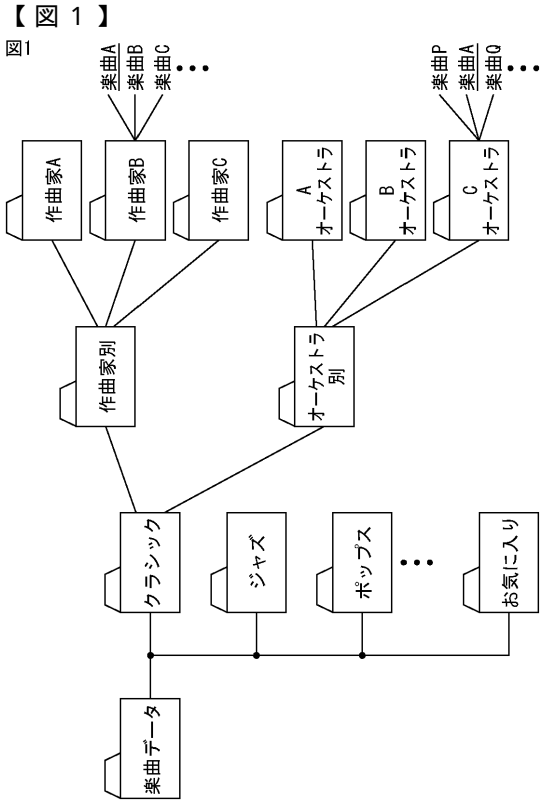 【図1】
図1
楽曲A
楽曲B
楽曲C
•••
楽曲P
楽曲A
楽曲Q
•••
作曲家A
作曲家B
作曲家C
A
オーケストラ
B
オーケストラ
C
オーケストラ
作曲家別
オーケストラ
別
クラシック
ジャズ
ポップス
•••
お気に入り
楽曲データ